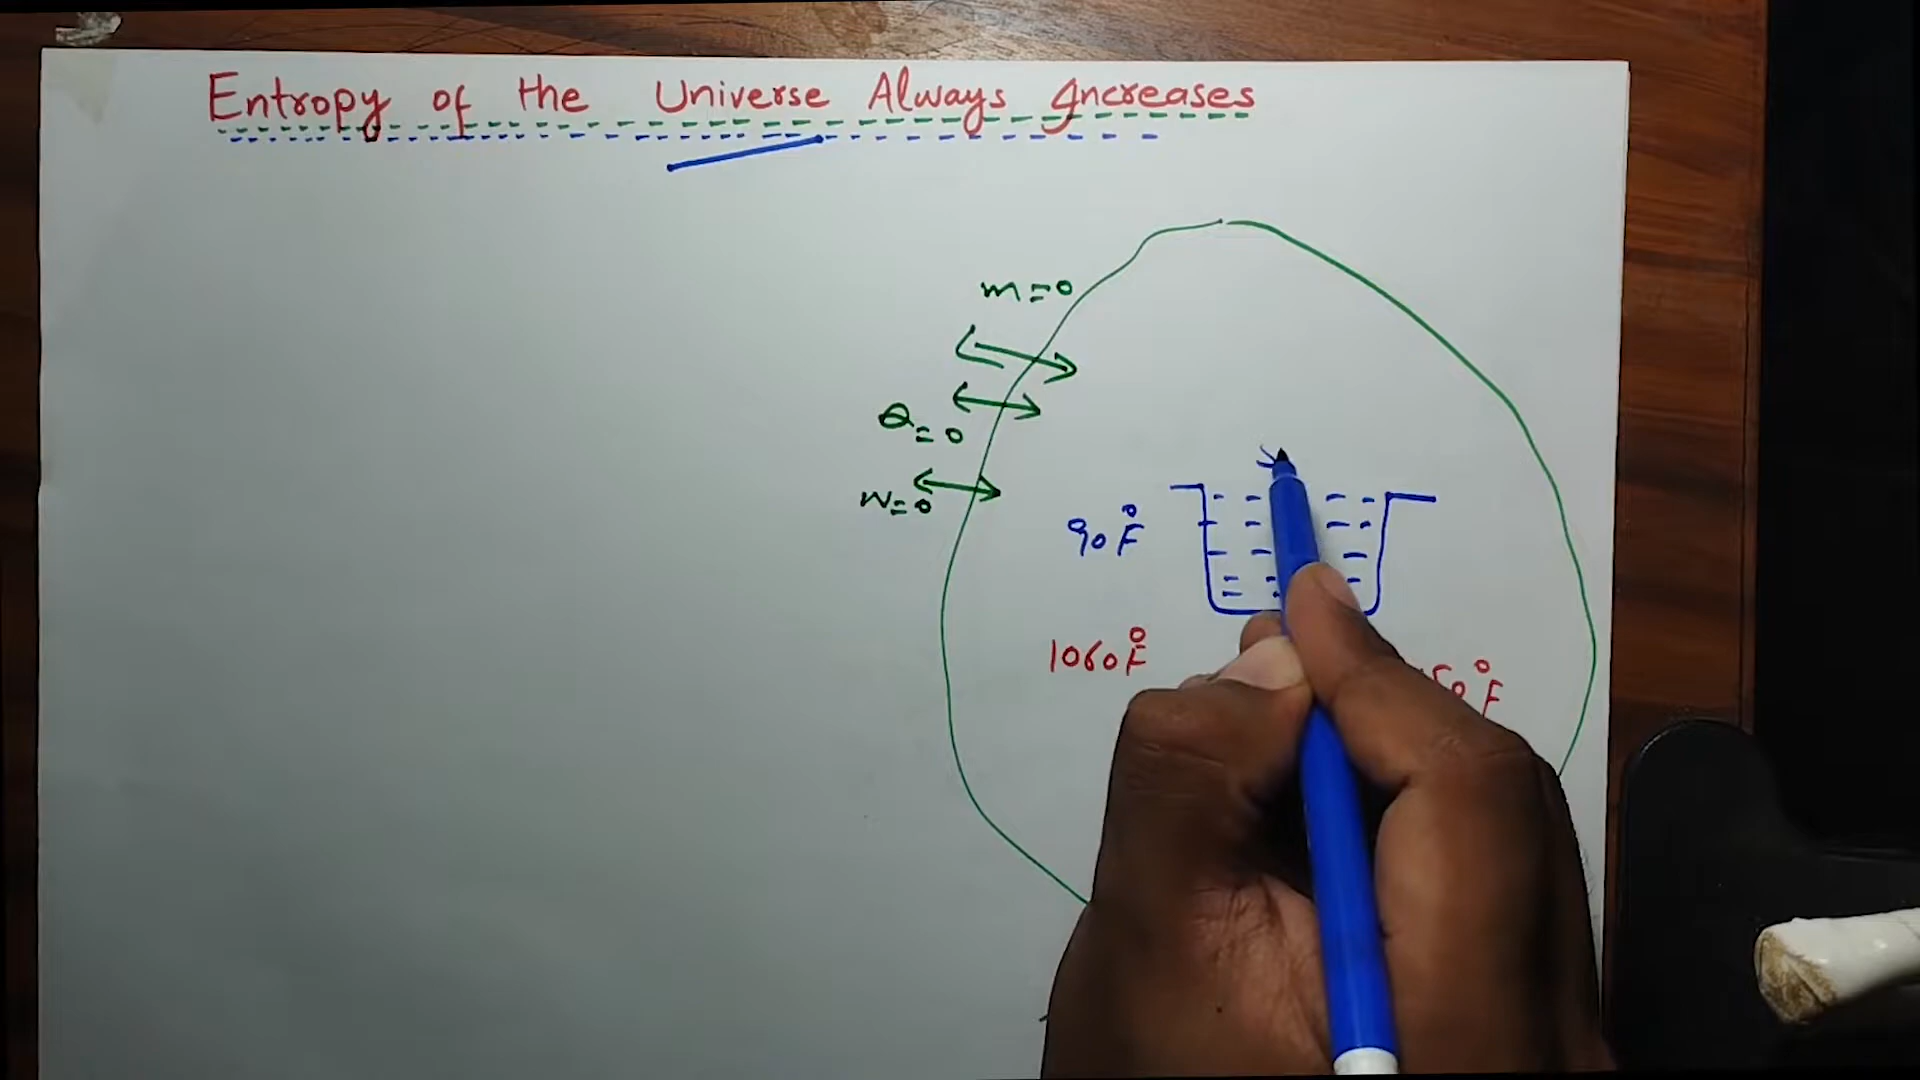 Entropy of the Universe Always Increases
m=0
Q=0
W=0
90°F
1060°F